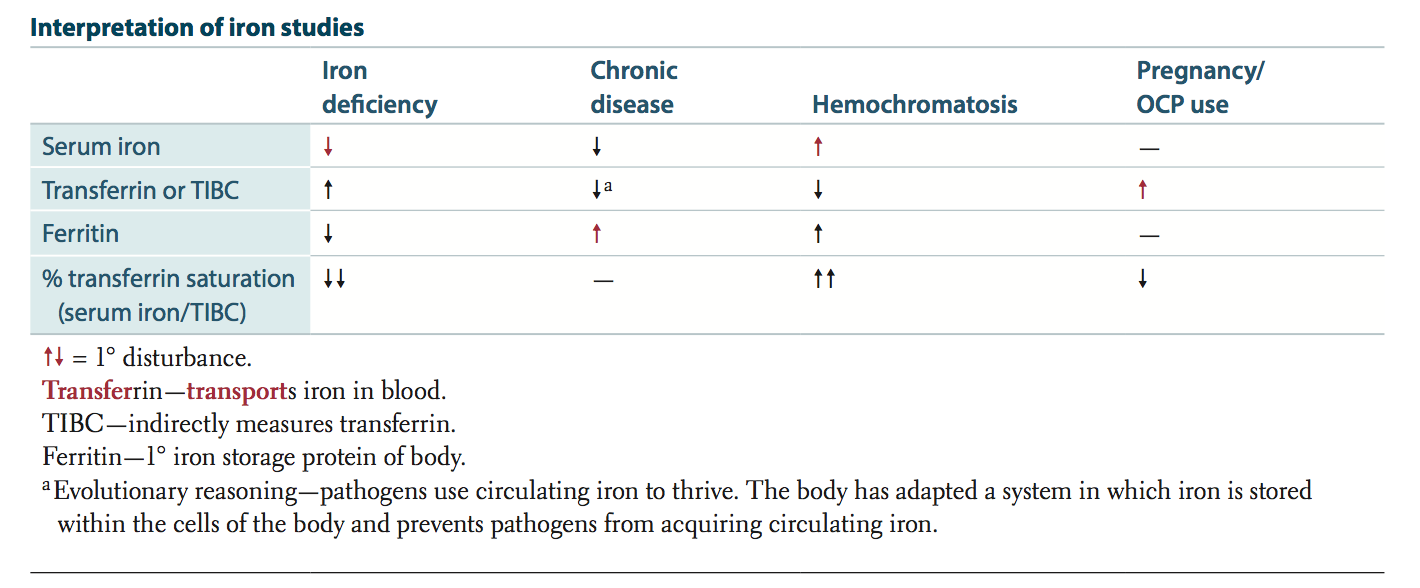 Interpretation of iron studies
Iron deficiency Chronic disease Hemochromatosis Pregnancy/ OCP use
Serum iron ↓ ↓ ↑ —
Transferrin or TIBC ↑ ↓a ↓ ↑
Ferritin ↓ ↑ ↑ —
% transferrin saturation (serum iron/TIBC) ↓↓ — ↑↑ ↓
↑↓ = 1° disturbance.
Transferrin—transports iron in blood.
TIBC—indirectly measures transferrin.
Ferritin—1° iron storage protein of body.
a Evolutionary reasoning—pathogens use circulating iron to thrive. The body has adapted a system in which iron is stored
within the cells of the body and prevents pathogens from acquiring circulating iron.